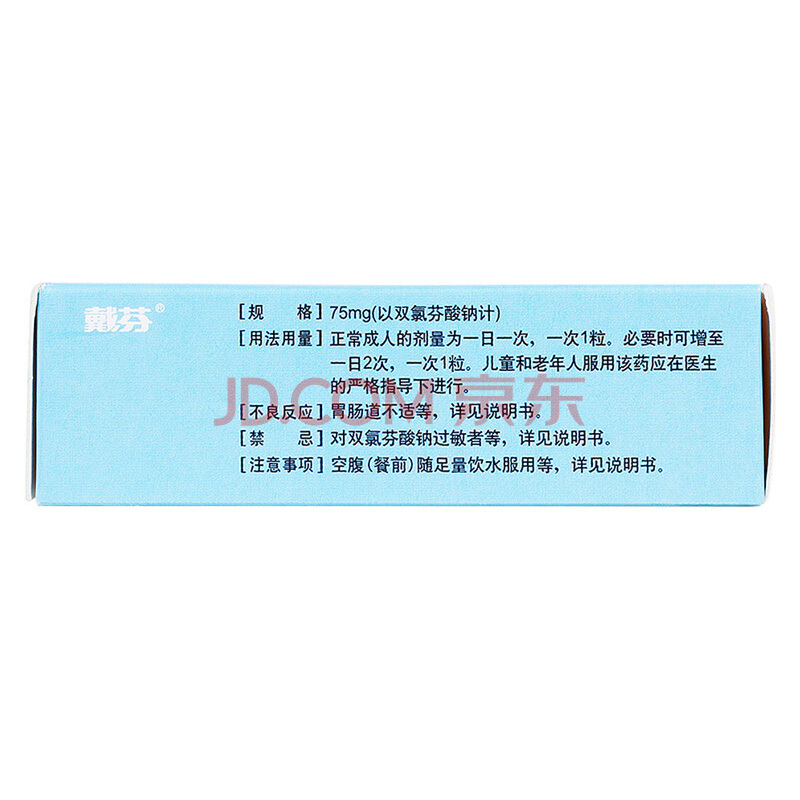 戴芬®
[规 格] 75mg(以双氯芬酸钠计)
[用法用量] 正常成人的剂量为一日一次，一次1粒。必要时可增至
一日2次，一次1粒。儿童和老年人服用该药应在医生
的严格指导下进行。
JD.COM 京东
[不良反应] 胃肠道不适等，详见说明书。
[禁 忌] 对双氯芬酸钠过敏者等，详见说明书。
[注意事项] 空腹(餐前)随足量饮水服用等，详见说明书。